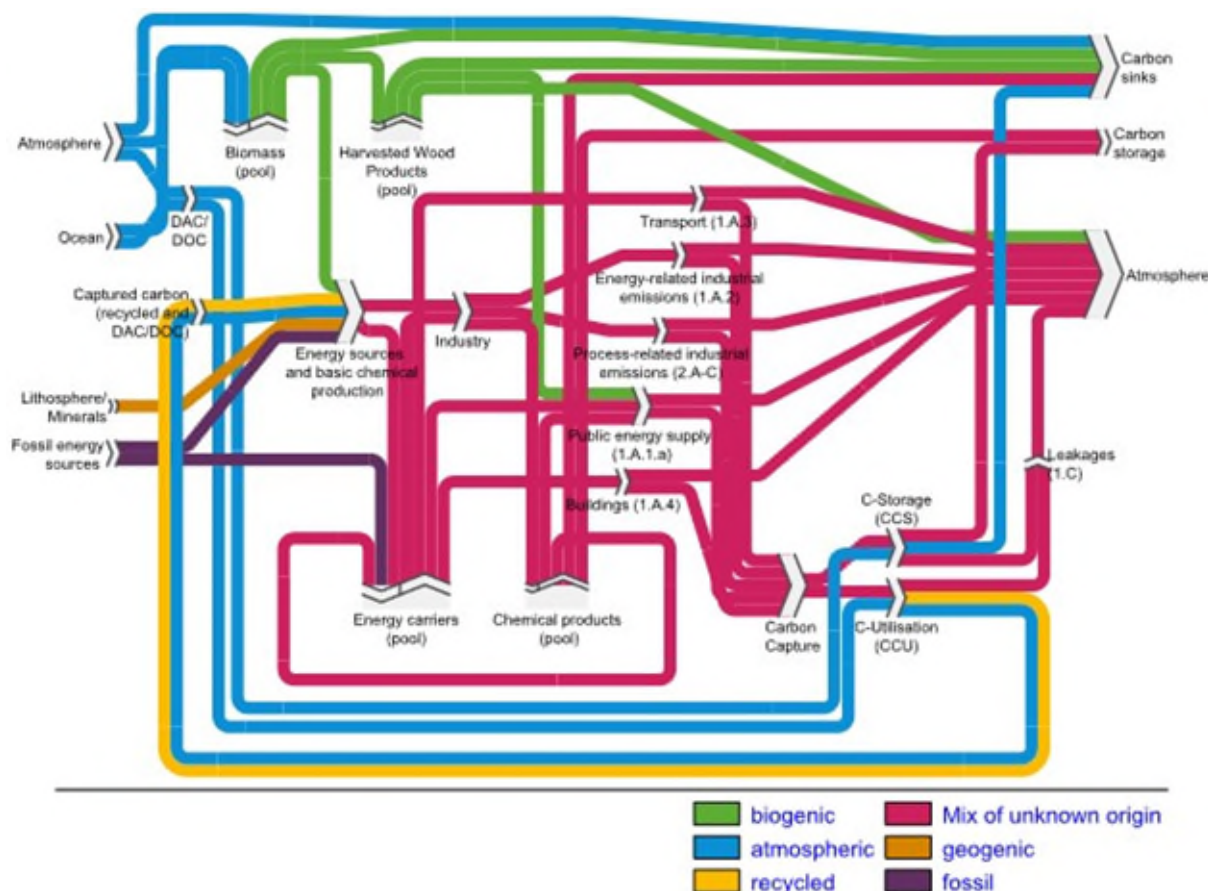 Carbon
sinks
Atmosphere
Biomass
(pool)
Harvested Wood
Products
(pool)
Carbon
storage
DAC/
DOC
Ocean
Transport (1.A.3)
Energy-related industrial
emissions (1.A.2)
Atmosphere
Captured carbon
(recycled and
DAC/DOC)
Energy sources
and basic chemical
production
Industry
Process-related industrial
emissions (2.A-C)
Lithosphere/
Minerals
Fossil energy
sources
Public energy supply
(1.A.1.a)
Buildings (1.A.4)
Leakages
(1.C)
C-Storage
(CCS)
Energy carriers
(pool)
Chemical products
(pool)
Carbon
Capture
C-Utilisation
(CCU)
biogenic
Mix of unknown origin
atmospheric
geogenic
recycled
fossil